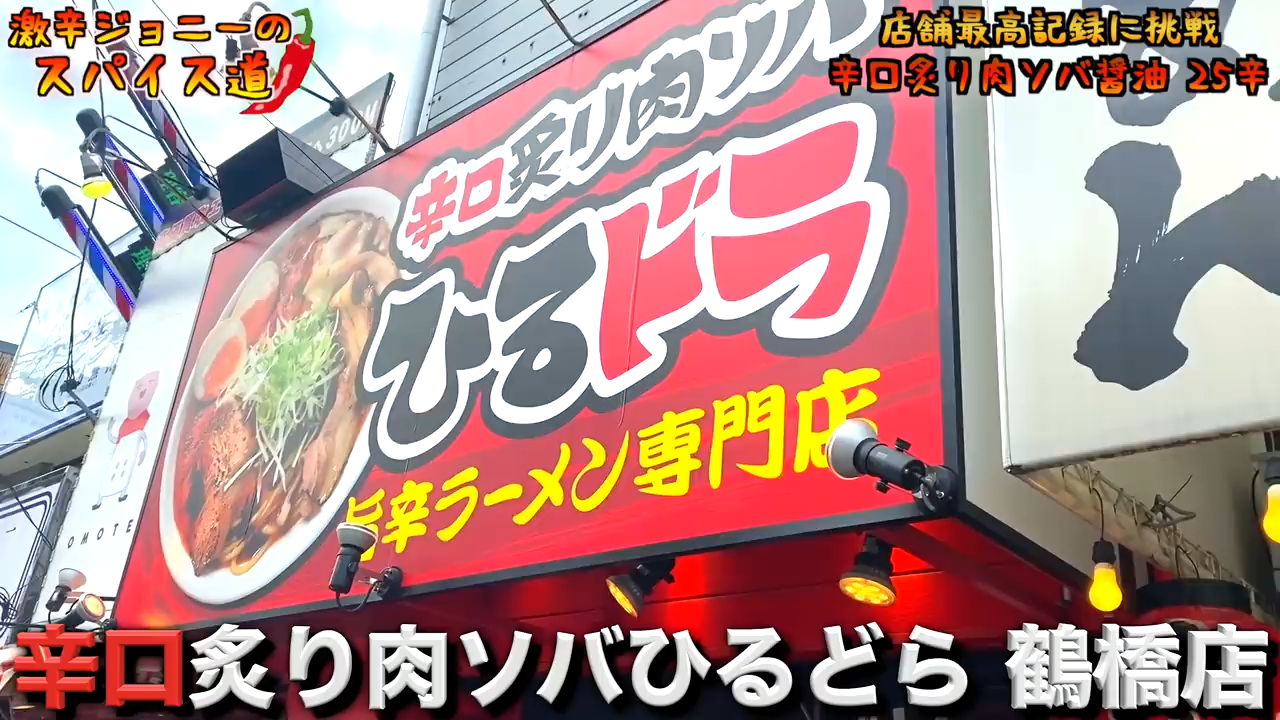 激辛ジョニーの
スパイス道
店舗最高記録に挑戦
辛口炙り肉ソバ醤油 25辛
辛口炙り肉ソバ
ひるドラ
旨辛ラーメン専門店
OMOTE
辛口炙り肉ソバひるどら 鶴橋店